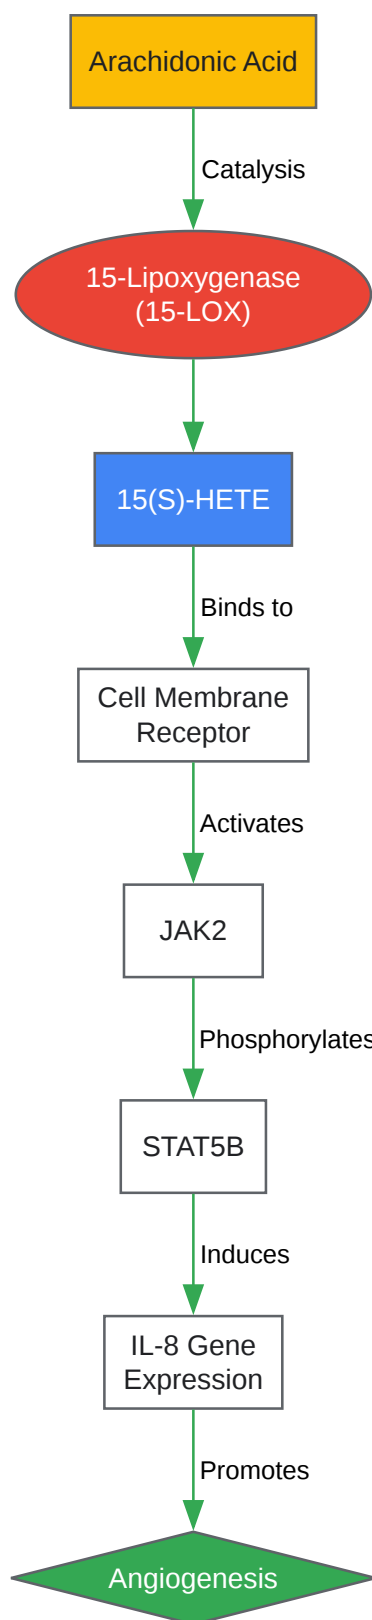 Arachidonic Acid
Catalysis
15-Lipoxygenase
(15-LOX)
15(S)-HETE
Binds to
Cell Membrane
Receptor
Activates
JAK2
Phosphorylates
STAT5B
Induces
IL-8 Gene
Expression
Promotes
Angiogenesis